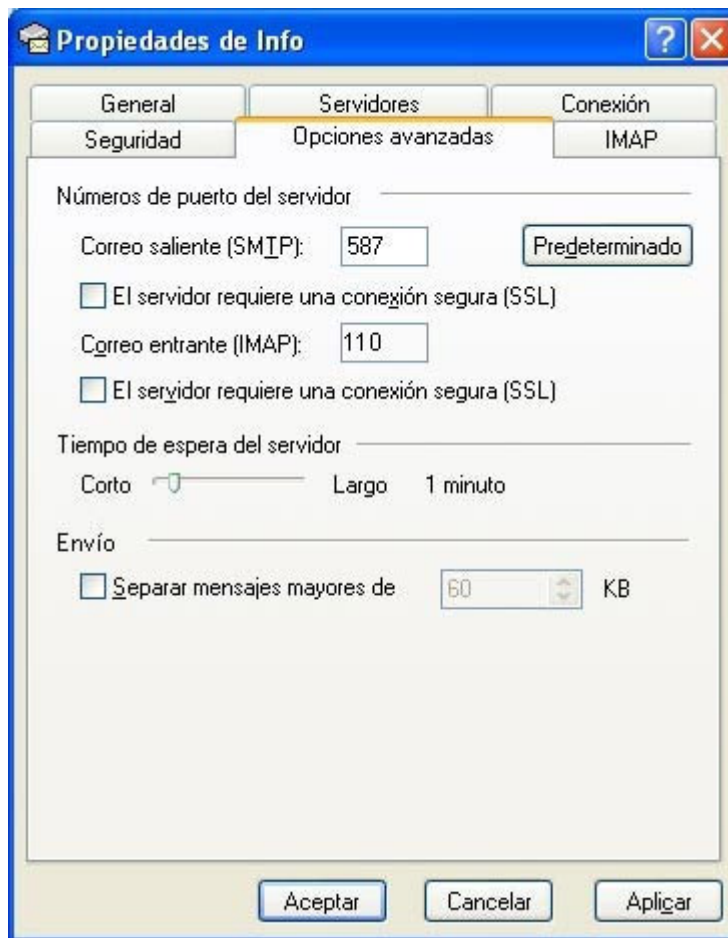 Propiedades de Info
General Servidores Conexión
Seguridad Opciones avanzadas IMAP
Números de puerto del servidor
Correo saliente (SMTP): 587 Predeterminado
El servidor requiere una conexión segura (SSL)
Correo entrante (IMAP): 110
El servidor requiere una conexión segura (SSL)
Tiempo de espera del servidor
Corto Largo 1 minuto
Envío
Separar mensajes mayores de 60 KB
Aceptar Cancelar Aplicar